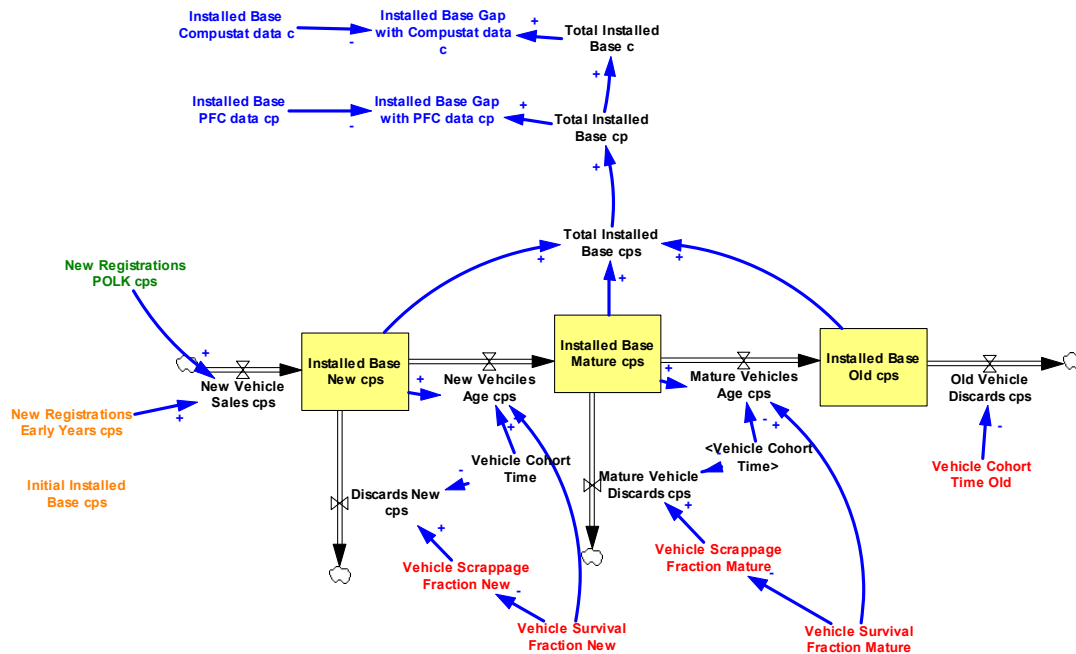 Installed Base
Compustat data c
Installed Base Gap
with Compustat data
c
Total Installed
Base c
Installed Base
PFC data cp
Installed Base Gap
with PFC data cp
Total Installed
Base cp
Total Installed
Base cps
New Registrations
POLK cps
Installed Base
New cps
Installed Base
Mature cps
Installed Base
Old cps
New Vehicle
Sales cps
New Vehciles
Age cps
Mature Vehicles
Age cps
Old Vehicle
Discards cps
New Registrations
Early Years cps
Vehicle Cohort
Time
<Vehicle Cohort
Time>
Vehicle Cohort
Time Old
Initial Installed
Base cps
Discards New
cps
Mature Vehicle
Discards cps
Vehicle Scrappage
Fraction New
Vehicle Scrappage
Fraction Mature
Vehicle Survival
Fraction New
Vehicle Survival
Fraction Mature